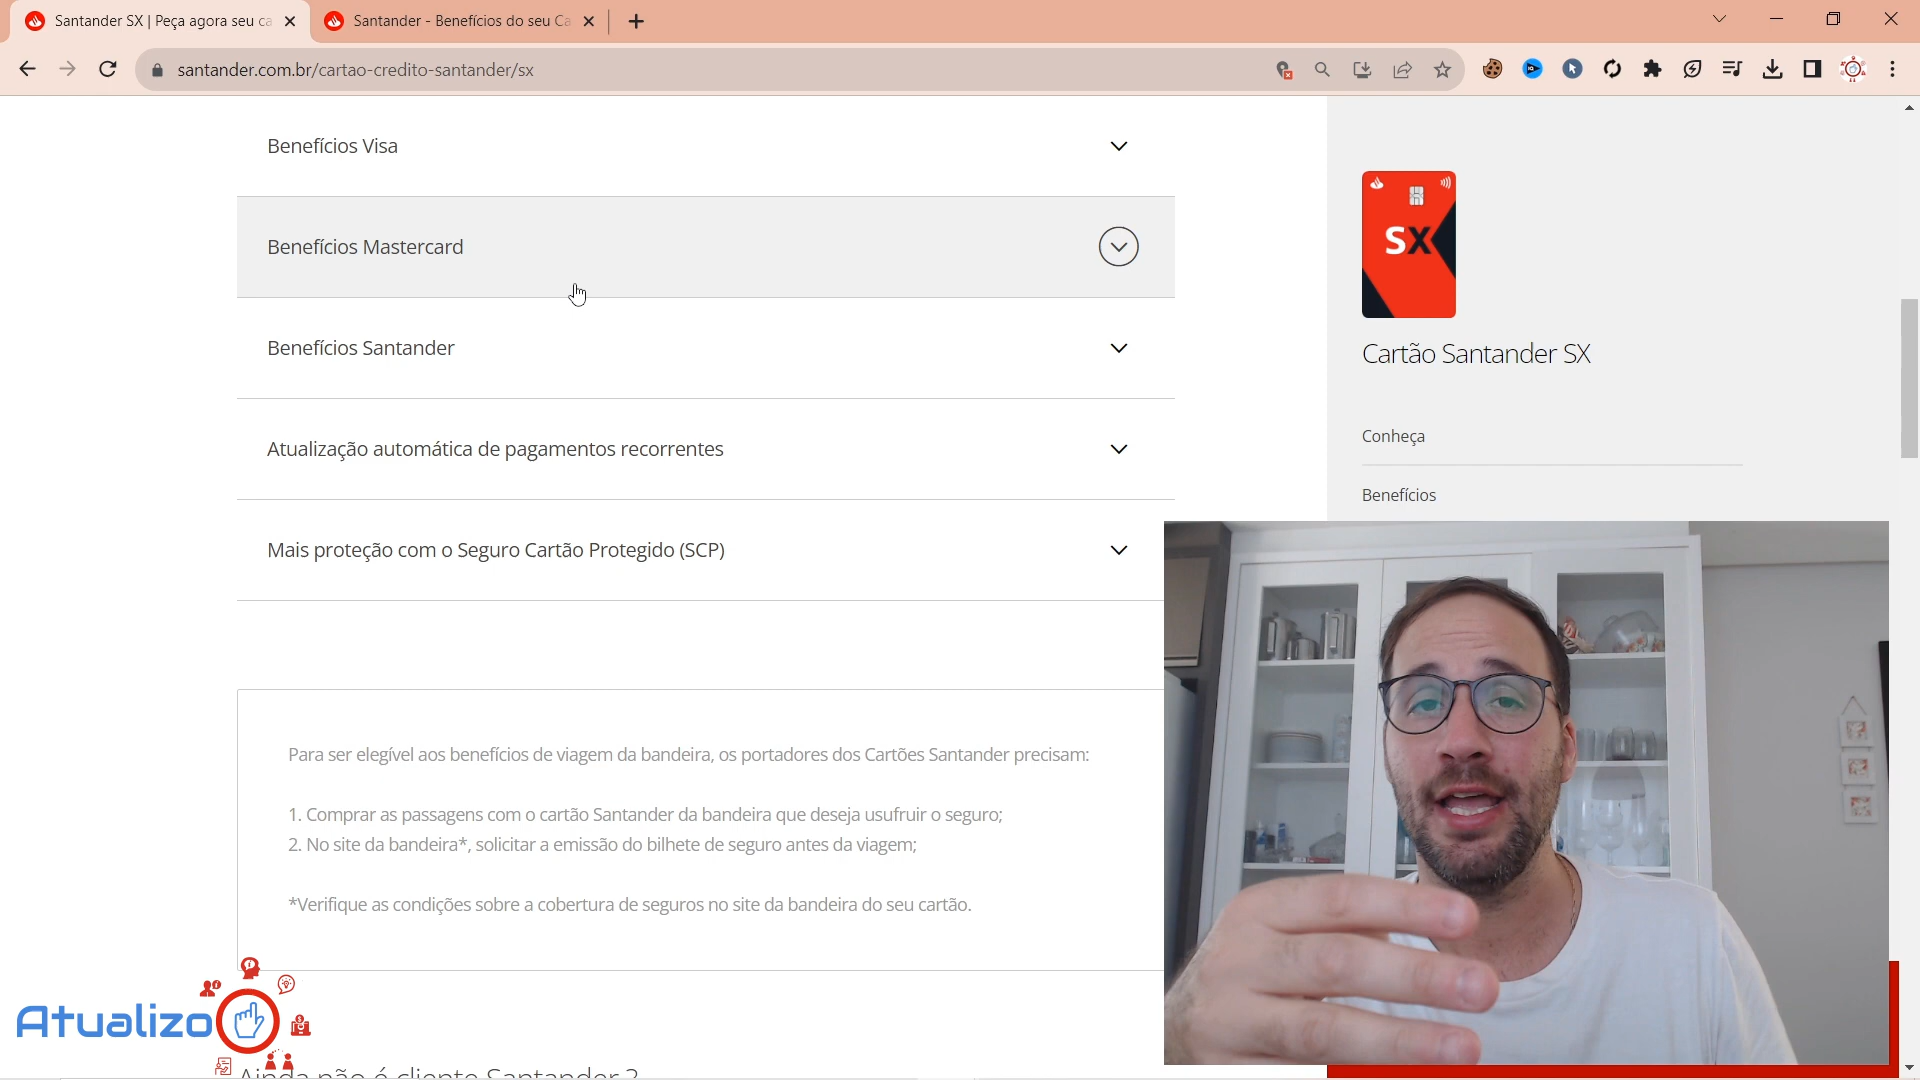 Santander SX | Peça agora seu ca
Santander - Benefícios do seu Ca
santander.com.br/cartao-credito-santander/sx
Benefícios Visa
Benefícios Mastercard
Benefícios Santander
Atualização automática de pagamentos recorrentes
Mais proteção com o Seguro Cartão Protegido (SCP)
Para ser elegível aos benefícios de viagem da bandeira, os portadores dos Cartões Santander precisam:
1. Comprar as passagens com o cartão Santander da bandeira que deseja usufruir o seguro;
2. No site da bandeira*, solicitar a emissão do bilhete de seguro antes da viagem;
*Verifique as condições sobre a cobertura de seguros no site da bandeira do seu cartão.
Ainda não é cliente Santander ?
SX
Cartão Santander SX
Conheça
Benefícios
Atualizo